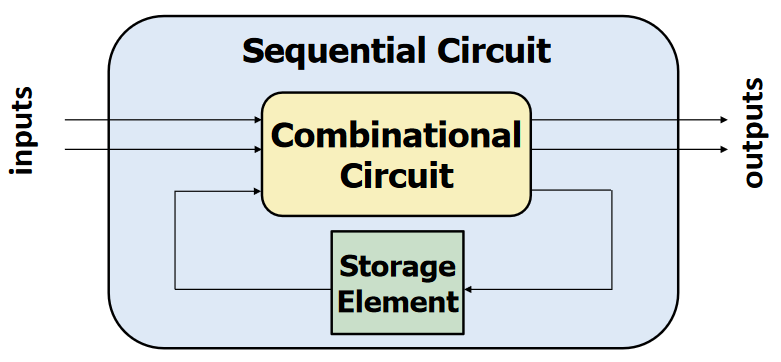 Sequential Circuit
inputs
Combinational
Circuit
outputs
Storage
Element